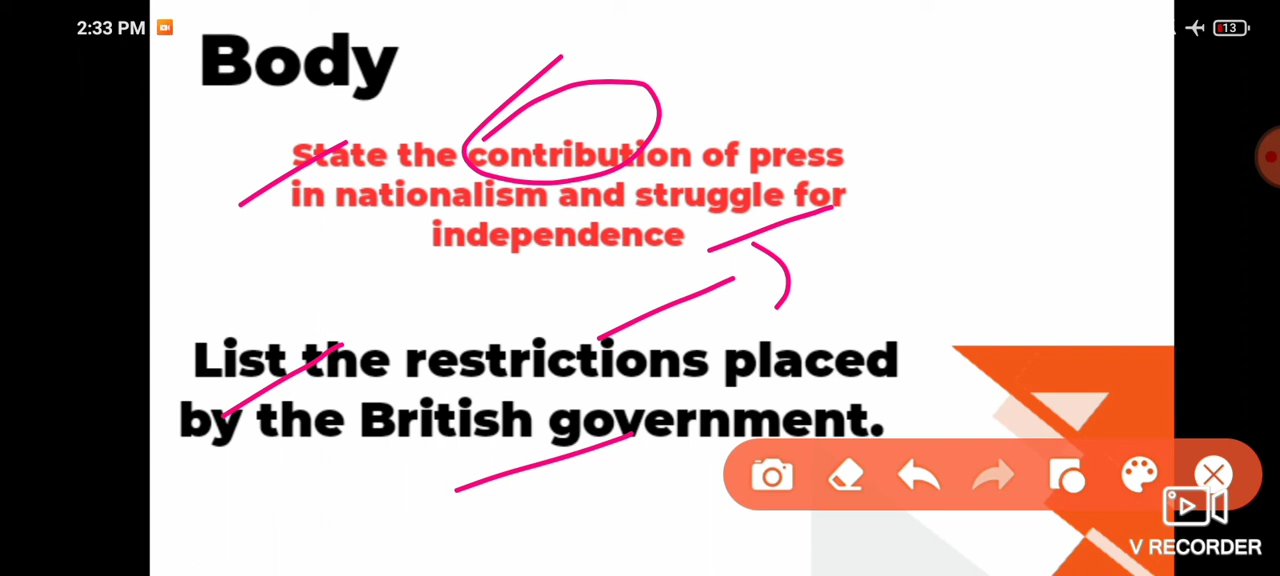 2:33 PM
13
Body
State the contribution of press
in nationalism and struggle for
independence
List the restrictions placed
by the British government.
V RECORDER